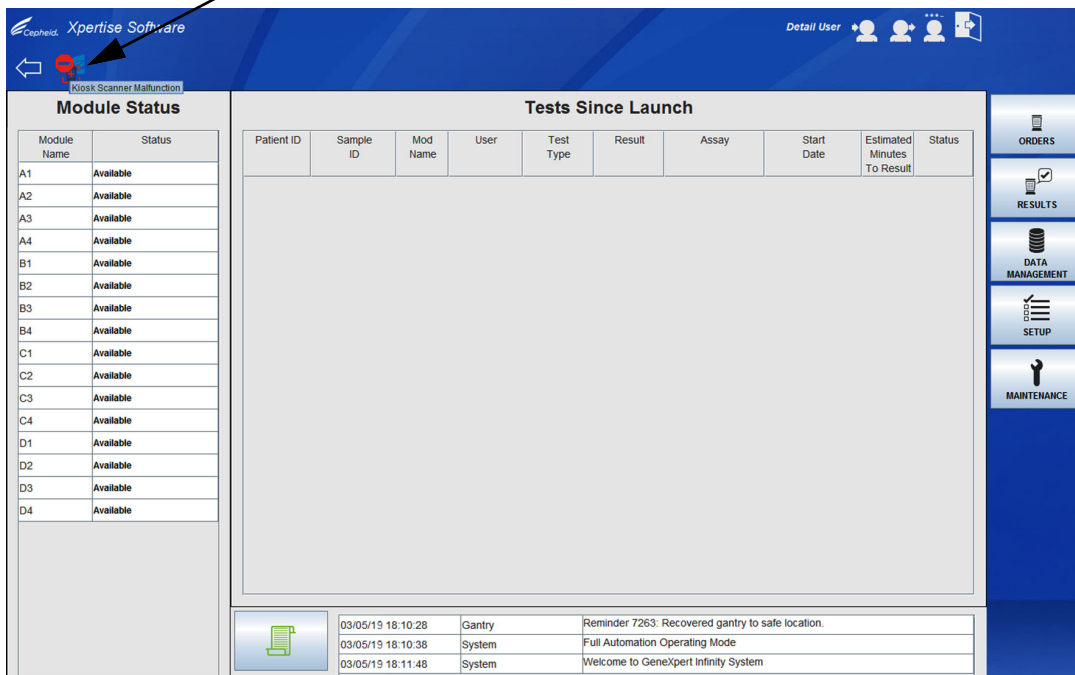 Cepheid. Xpertise Software
Detail User
Kiosk Scanner Malfunction
Module Status
Module Name Status
A1 Available
A2 Available
A3 Available
A4 Available
B1 Available
B2 Available
B3 Available
B4 Available
C1 Available
C2 Available
C3 Available
C4 Available
D1 Available
D2 Available
D3 Available
D4 Available
Tests Since Launch
Patient ID Sample ID Mod Name User Test Type Result Assay Start Date Estimated Minutes To Result Status
03/05/19 18:10:28 Gantry Reminder 7263: Recovered gantry to safe location.
03/05/19 18:10:38 System Full Automation Operating Mode
03/05/19 18:11:48 System Welcome to GeneXpert Infinity System
ORDERS
RESULTS
DATA
MANAGEMENT
SETUP
MAINTENANCE